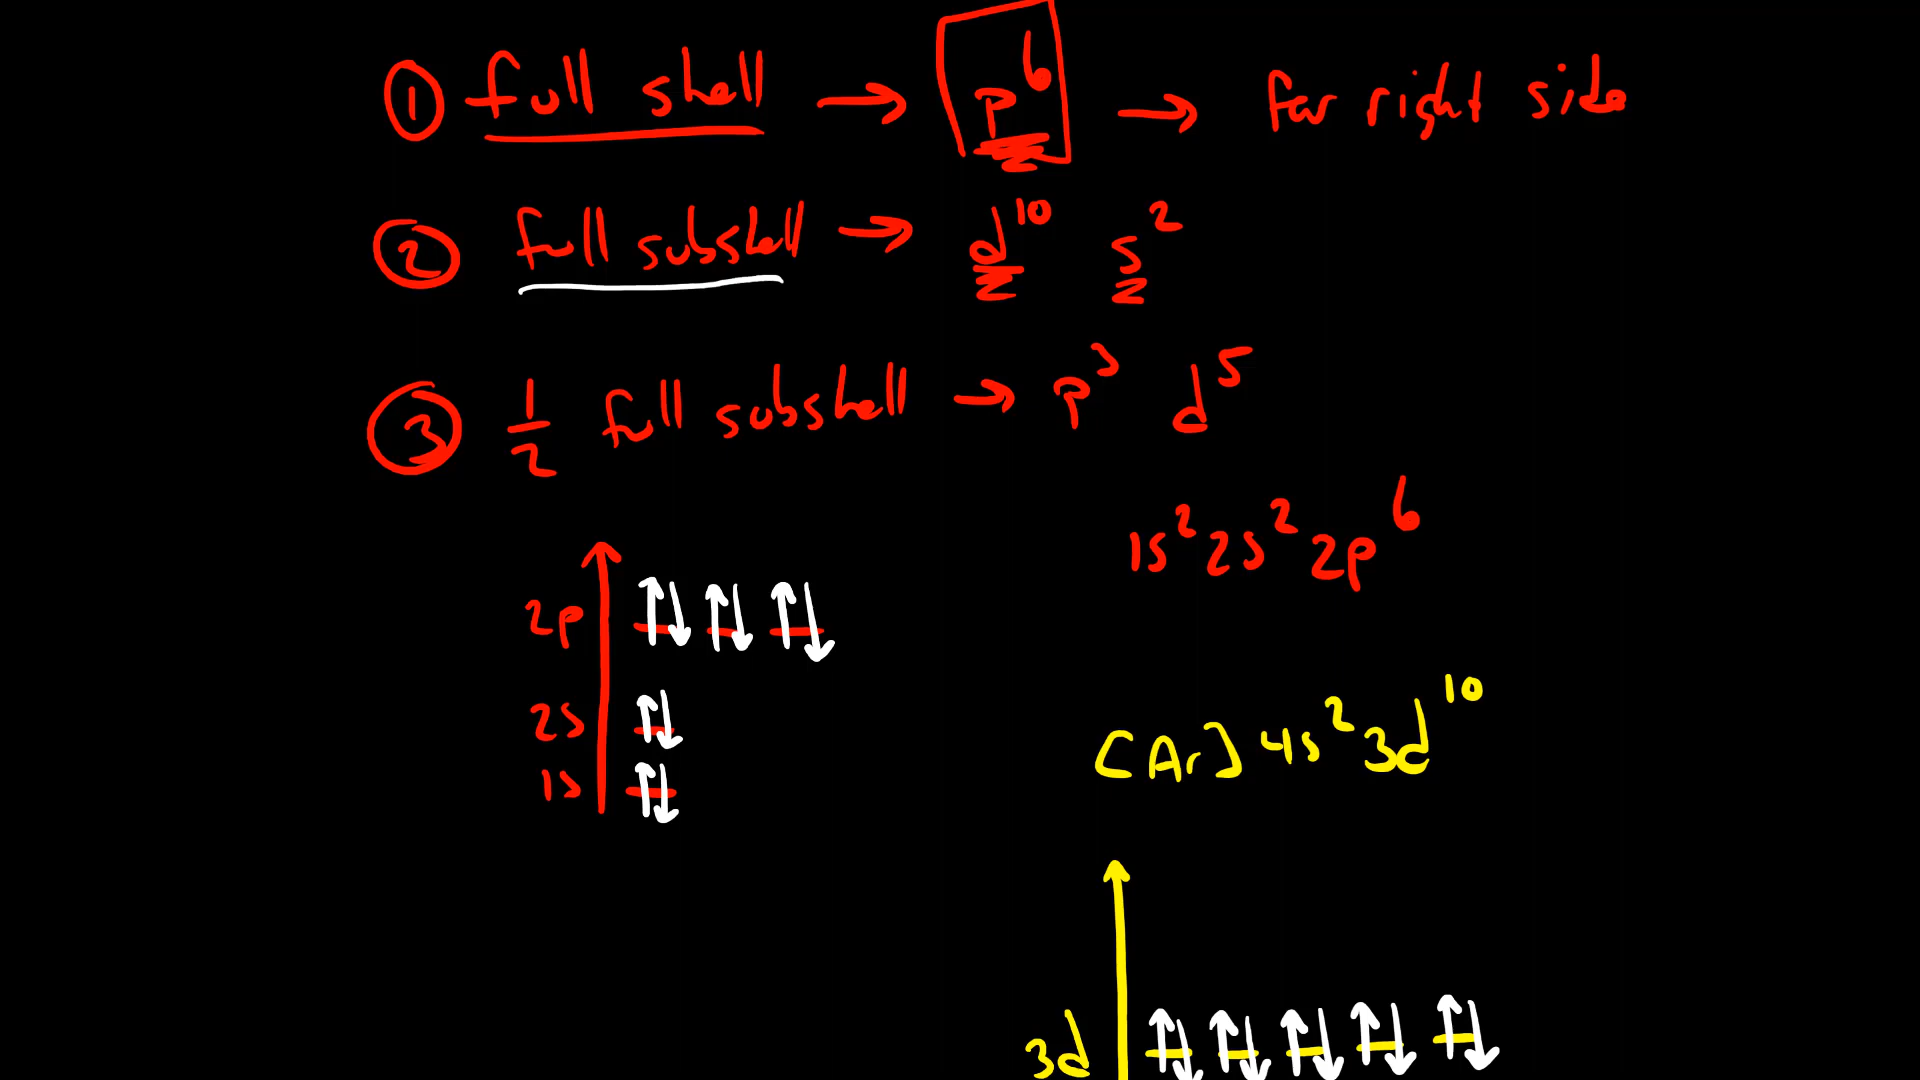 ① full shell → p⁶ → far right side
② full subshell → d¹⁰ s²
③ 1/2 full subshell → p³ d⁵
1s² 2s² 2p⁶
2p
2s
1s
[Ar] 4s² 3d¹⁰
3d